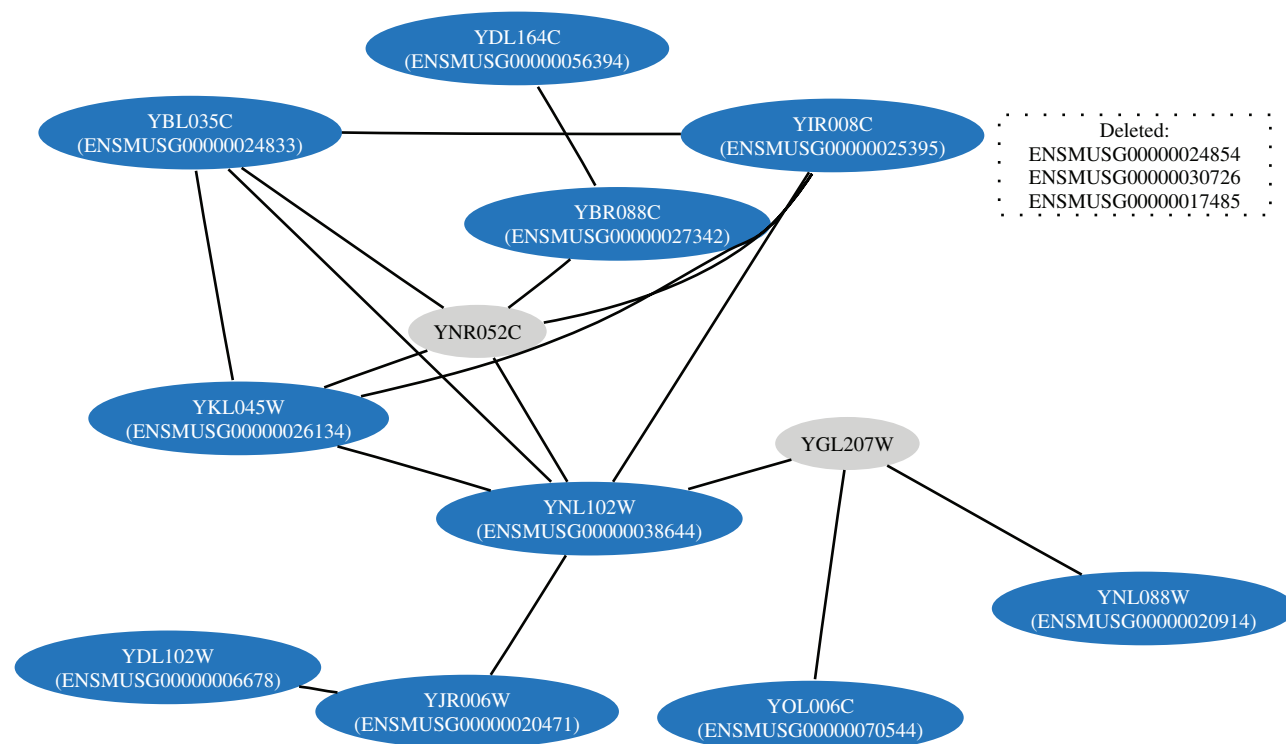 YDL164C
(ENSMUSG00000056394)
YBL035C
(ENSMUSG00000024833)
YIR008C
(ENSMUSG00000025395)
Deleted:
ENSMUSG00000024854
ENSMUSG00000030726
ENSMUSG00000017485
YBR088C
(ENSMUSG00000027342)
YNR052C
YKL045W
(ENSMUSG00000026134)
YGL207W
YNL102W
(ENSMUSG00000038644)
YNL088W
(ENSMUSG00000020914)
YDL102W
(ENSMUSG00000006678)
YJR006W
(ENSMUSG00000020471)
YOL006C
(ENSMUSG00000070544)